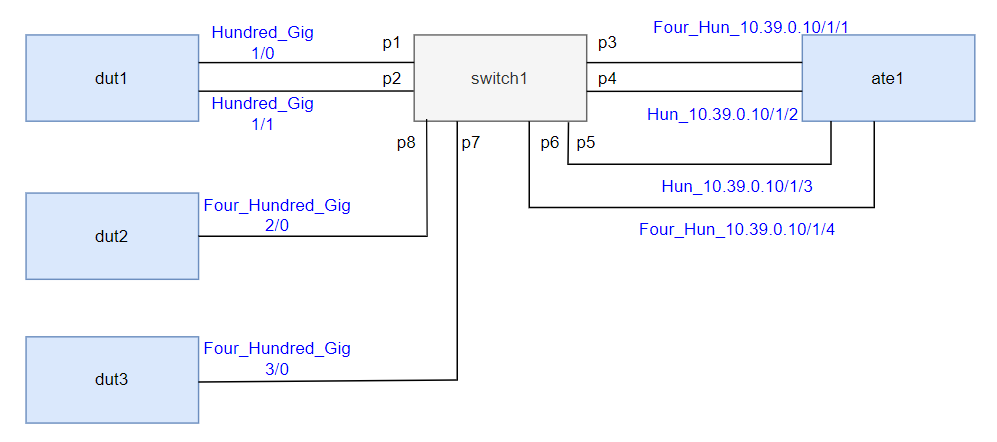 Four_Hun_10.39.0.10/1/1
Hundred_Gig
1/0
p1
p3
dut1
p2
switch1
p4
ate1
Hundred_Gig
1/1
Hun_10.39.0.10/1/2
p8
p7
p6
p5
Hun_10.39.0.10/1/3
Four_Hundred_Gig
2/0
Four_Hun_10.39.0.10/1/4
dut2
Four_Hundred_Gig
3/0
dut3